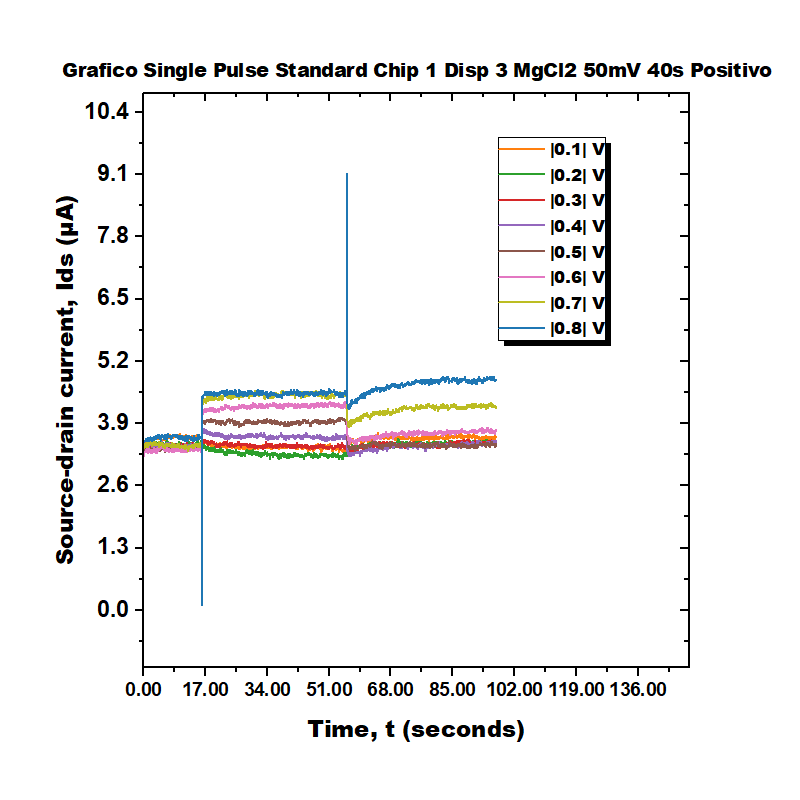 Grafico Single Pulse Standard Chip 1 Disp 3 MgCl2 50mV 40s Positivo
10.4
9.1
7.8
6.5
5.2
3.9
2.6
1.3
0.0
Source-drain current, Ids (µA)
|0.1| V
|0.2| V
|0.3| V
|0.4| V
|0.5| V
|0.6| V
|0.7| V
|0.8| V
0.00 17.00 34.00 51.00 68.00 85.00 102.00 119.00 136.00
Time, t (seconds)